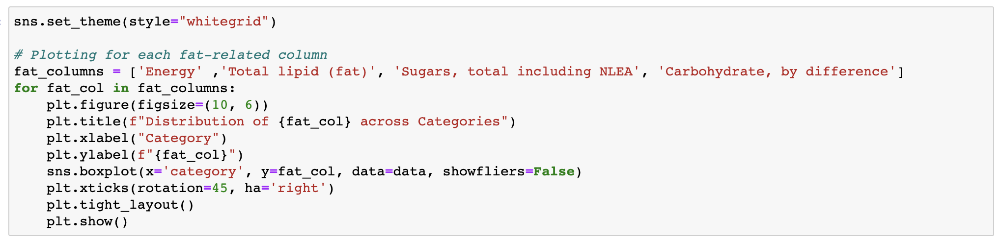 sns.set_theme(style="whitegrid")
# Plotting for each fat-related column
fat_columns = ['Energy' ,'Total lipid (fat)', 'Sugars, total including NLEA', 'Carbohydrate, by difference']
for fat_col in fat_columns:
    plt.figure(figsize=(10, 6))
    plt.title(f"Distribution of {fat_col} across Categories")
    plt.xlabel("Category")
    plt.ylabel(f"{fat_col}")
    sns.boxplot(x='category', y=fat_col, data=data, showfliers=False)
    plt.xticks(rotation=45, ha='right')
    plt.tight_layout()
    plt.show()